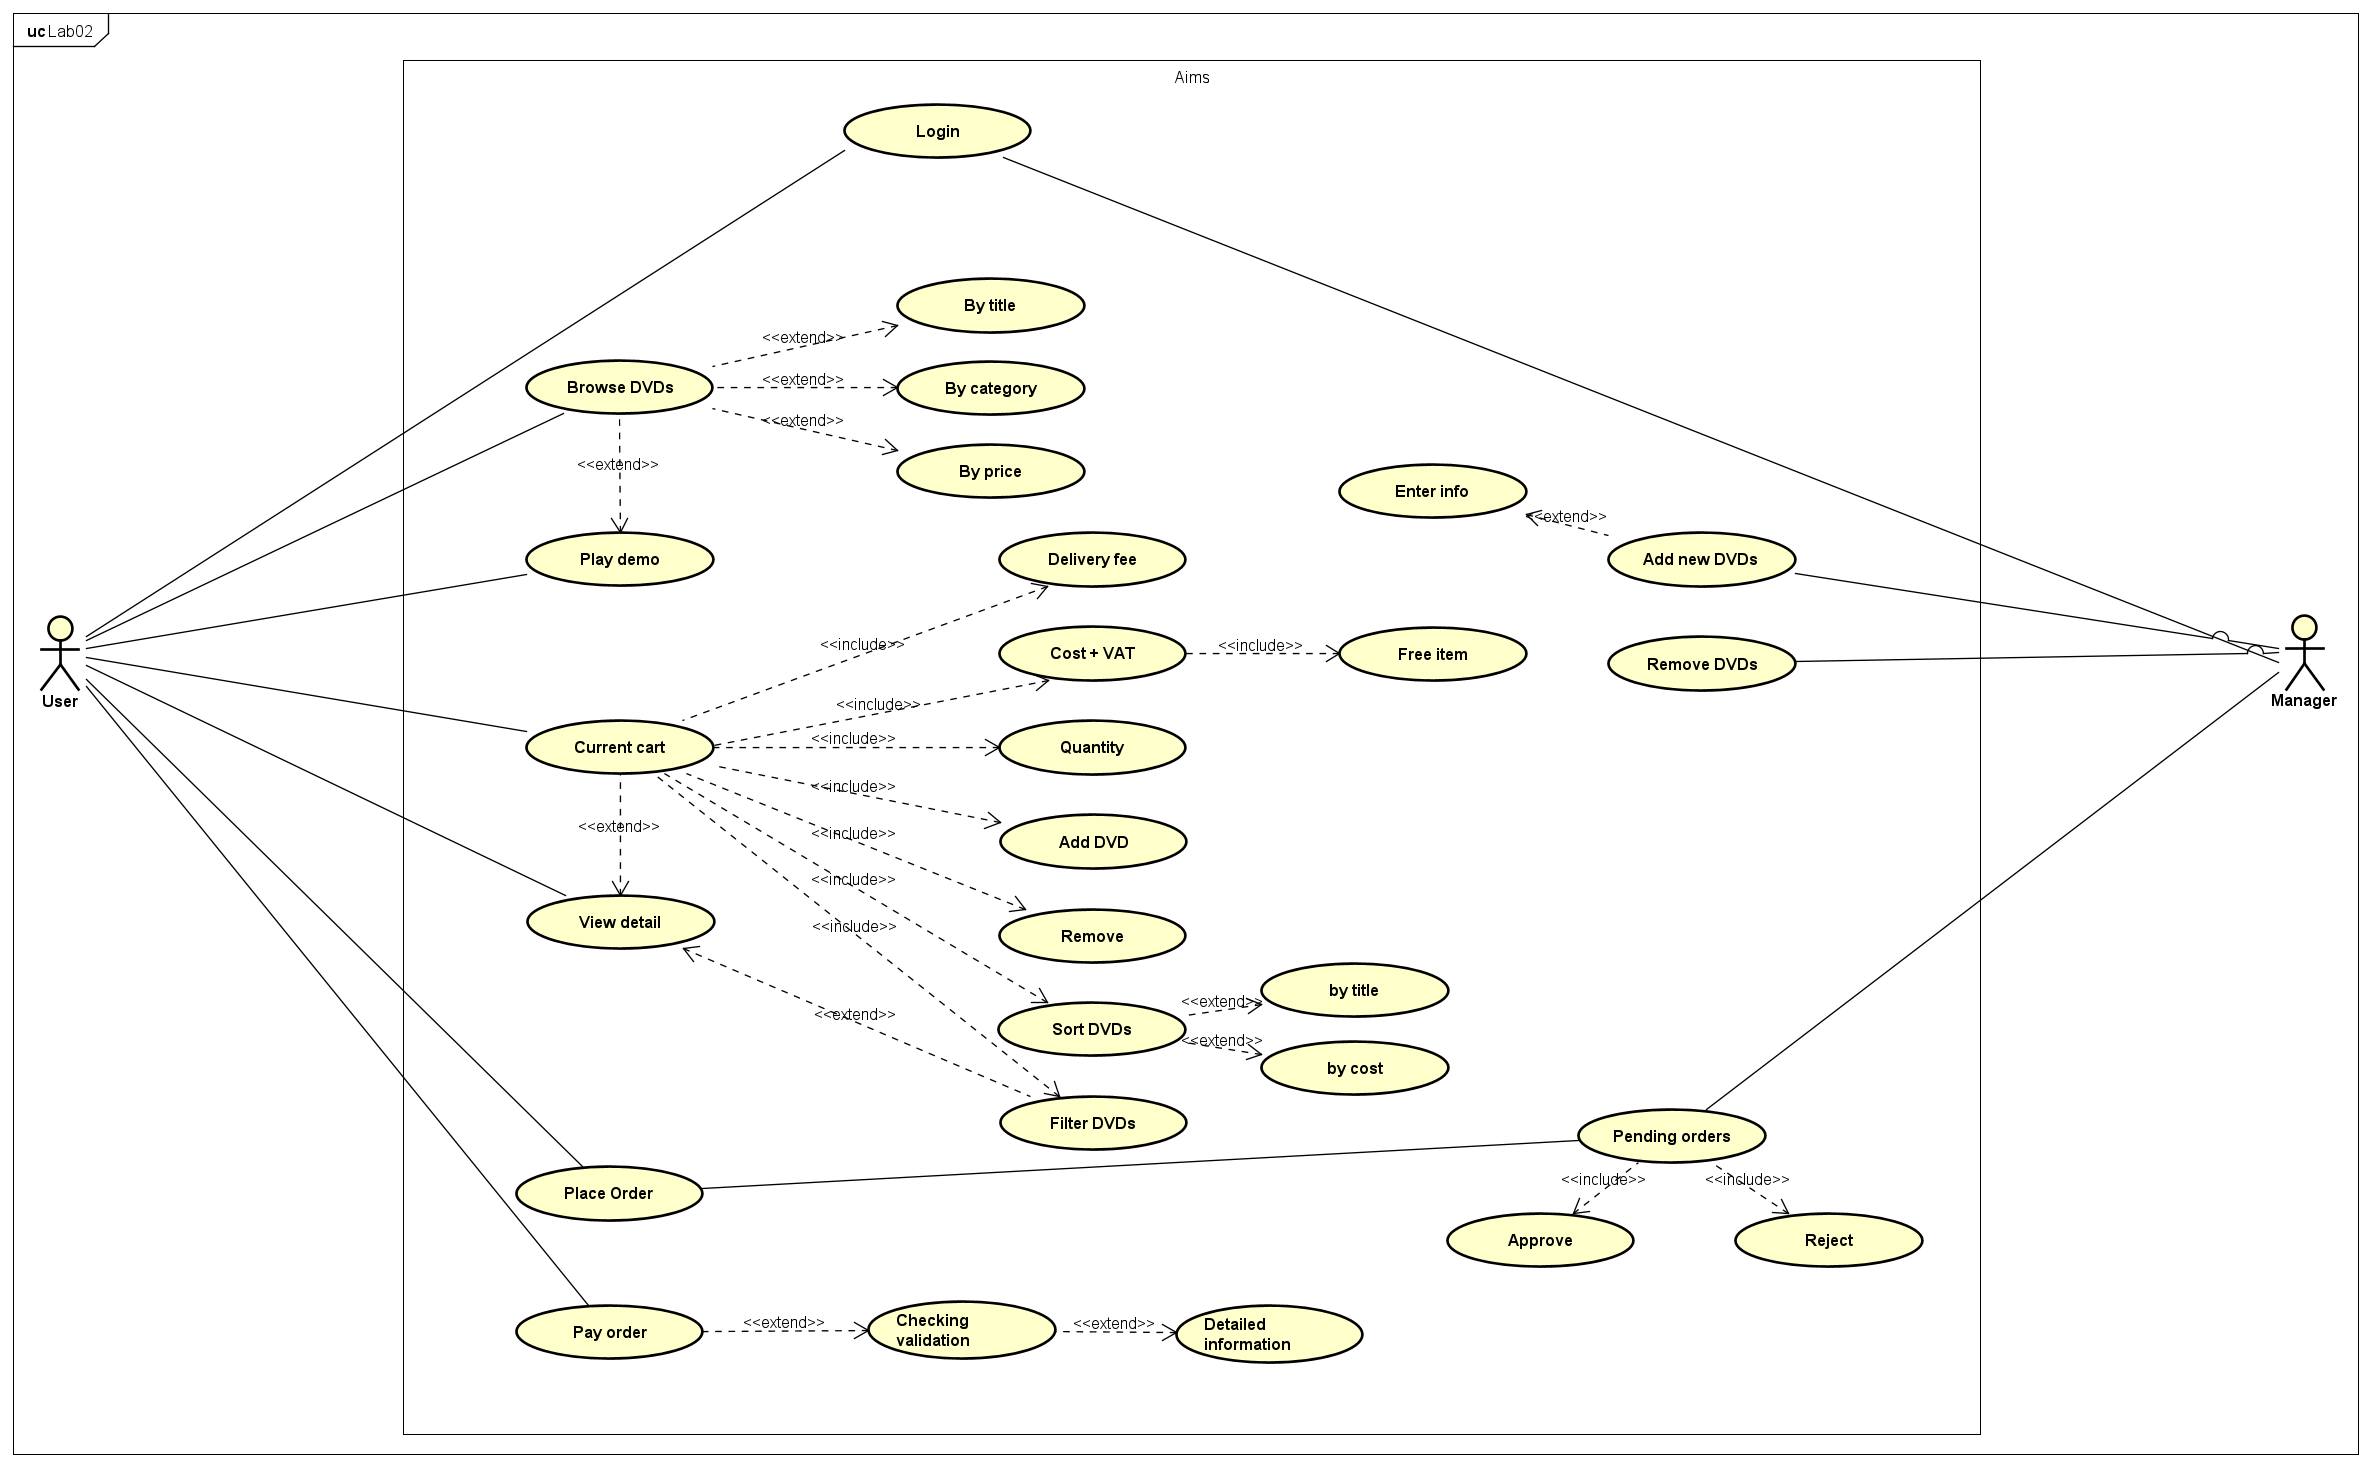 uc Lab02
Aims
Login
By title
<<extend>>
Browse DVDs
<<extend>>
By category
<<extend>>
By price
<<extend>>
Enter info
<<extend>>
Play demo
Delivery fee
Add new DVDs
<<include>>
Cost + VAT
<<include>>
Free item
Remove DVDs
User
Manager
<<include>>
Current cart
<<include>>
Quantity
<<include>>
<<extend>>
<<include>>
Add DVD
<<include>>
View detail
<<include>>
Remove
<<extend>>
Sort DVDs
<<extend>>
by title
<<extend>>
by cost
Filter DVDs
Pending orders
Place Order
<<include>>
<<include>>
Approve
Reject
Pay order
<<extend>>
Checking
validation
<<extend>>
Detailed
information